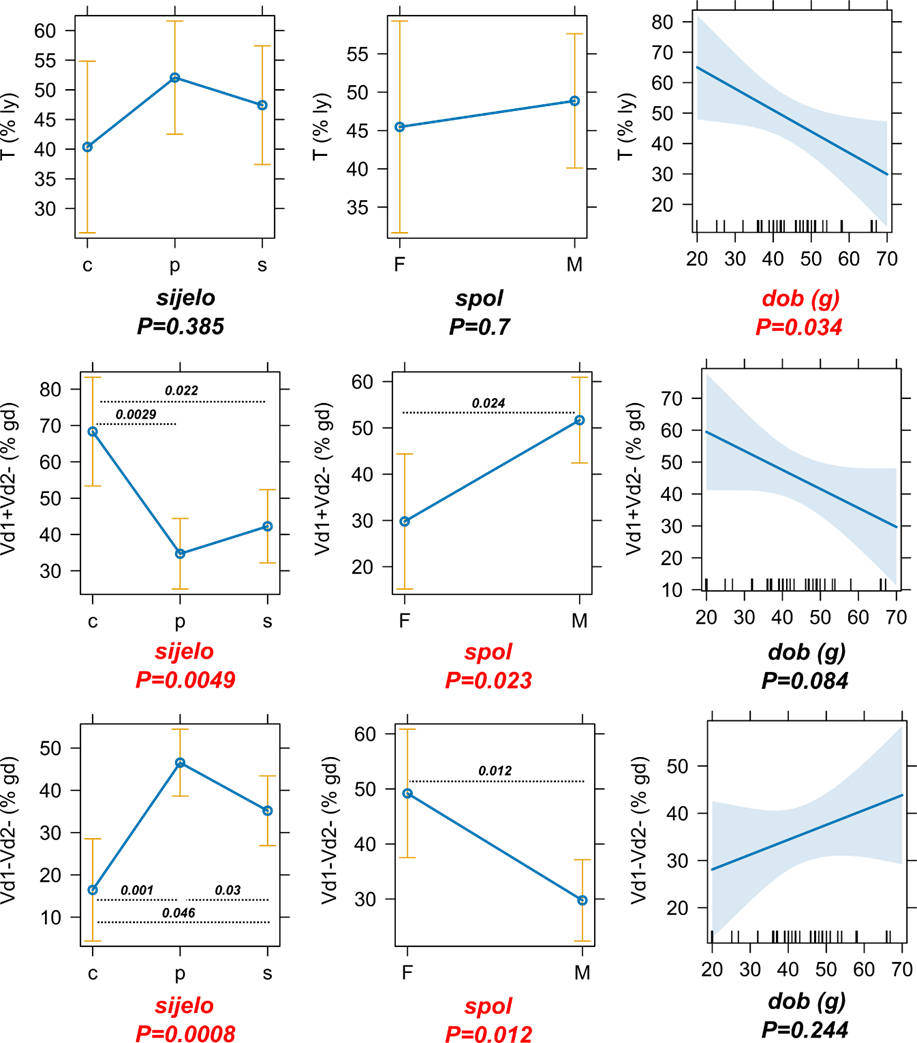 T (% ly)
60
55
50
45
40
35
30
c p s
sijelo
P=0.385
T (% ly)
55
50
45
40
35
F M
spol
P=0.7
T (% ly)
80
70
60
50
40
30
20
20 30 40 50 60 70
dob (g)
P=0.034
Vd1+Vd2- (% gd)
80
70
60
50
40
30
0.022
0.0029
c p s
sijelo
P=0.0049
Vd1+Vd2- (% gd)
60
50
40
30
20
0.024
F M
spol
P=0.023
Vd1+Vd2- (% gd)
70
60
50
40
30
20
10
20 30 40 50 60 70
dob (g)
P=0.084
Vd1-Vd2- (% gd)
50
40
30
20
10
0.001 0.03
0.046
c p s
sijelo
P=0.0008
Vd1-Vd2- (% gd)
60
50
40
30
0.012
F M
spol
P=0.012
Vd1-Vd2- (% gd)
50
40
30
20
20 30 40 50 60 70
dob (g)
P=0.244